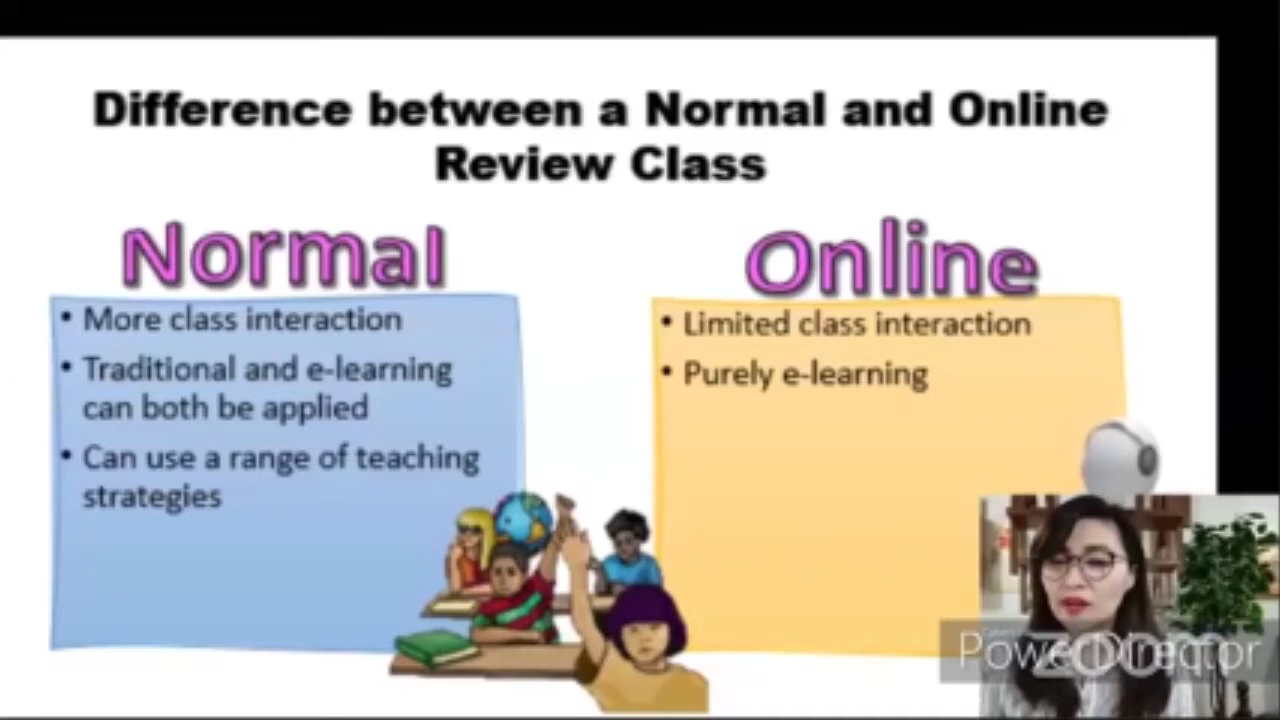 Difference between a Normal and Online
Review Class
Normal
Online
• More class interaction
• Traditional and e-learning
can both be applied
• Can use a range of teaching
strategies
• Limited class interaction
• Purely e-learning
PowerDirector
zoom